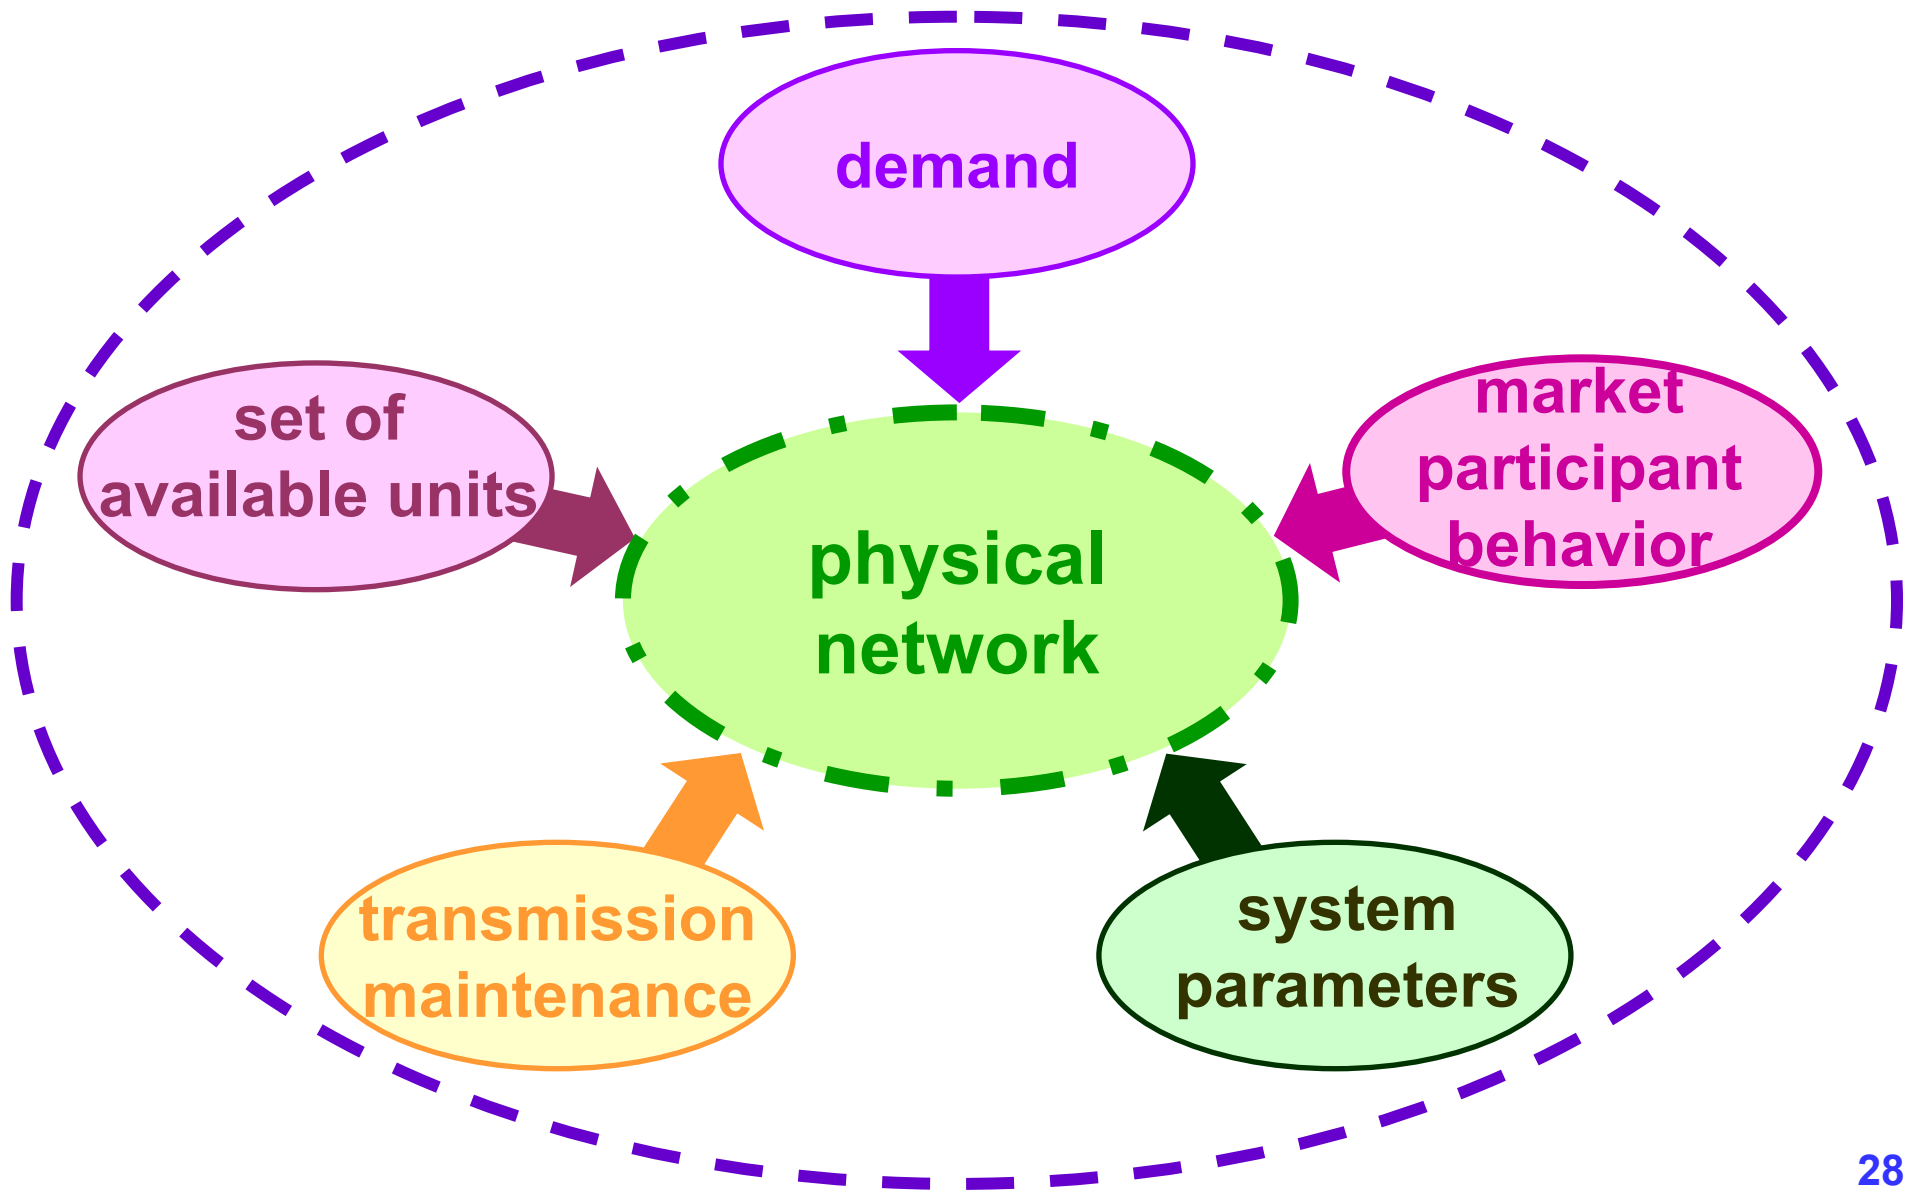 demand
set of
available units
market
participant
behavior
physical
network
transmission
maintenance
system
parameters
28